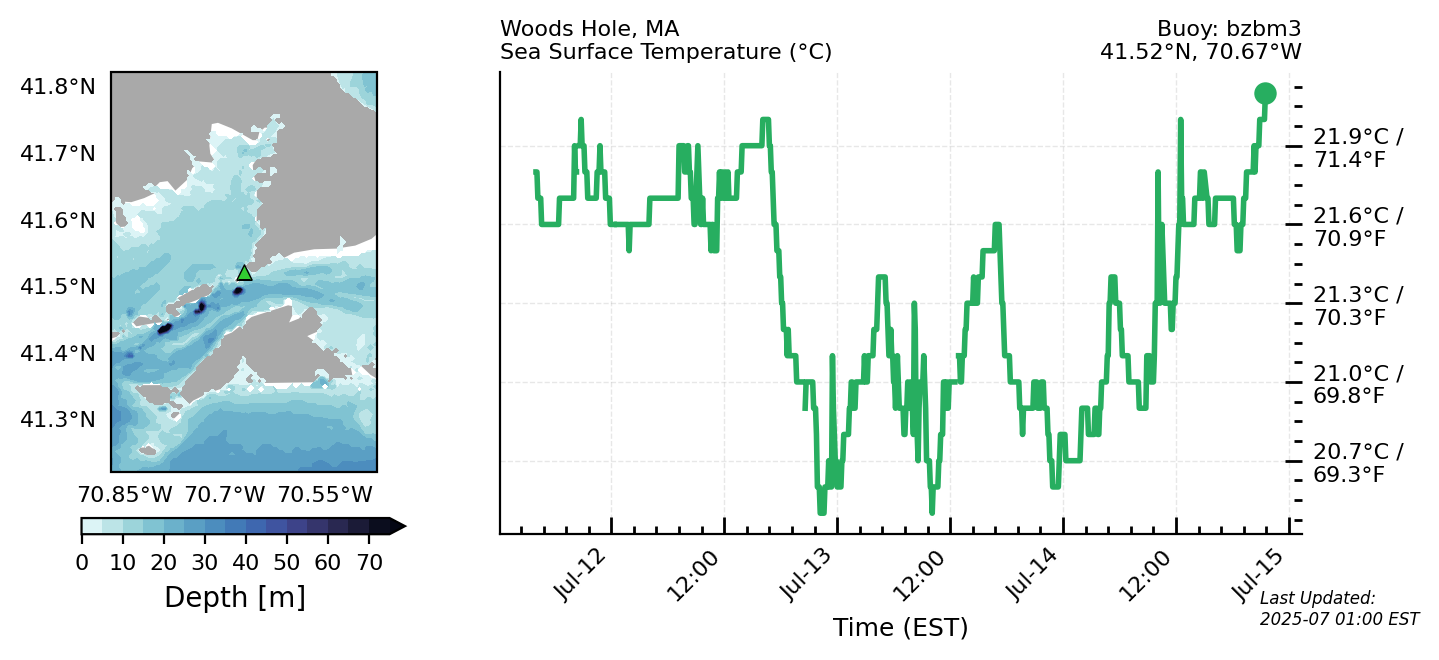 Woods Hole, MA
Sea Surface Temperature (°C)
Buoy: bzbm3
41.52°N, 70.67°W
41.8°N
41.7°N
41.6°N
41.5°N
41.4°N
41.3°N
70.85°W 70.7°W 70.55°W
0 10 20 30 40 50 60 70
Depth [m]
21.9°C /
71.4°F
21.6°C /
70.9°F
21.3°C /
70.3°F
21.0°C /
69.8°F
20.7°C /
69.3°F
Jul-12 12:00 Jul-13 12:00 Jul-14 12:00 Jul-15
Time (EST)
Last Updated:
2025-07 01:00 EST